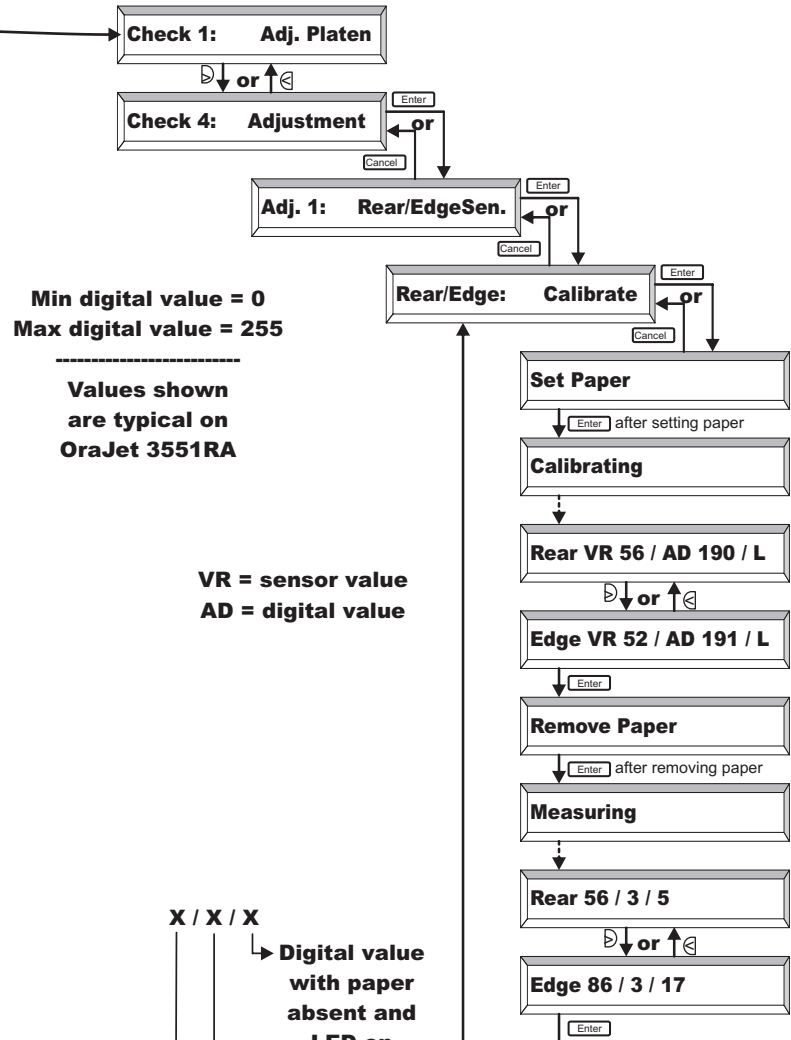 Check 1: Adj. Platen
or
Check 4: Adjustment
Enter
or
Cancel
Adj. 1: Rear/EdgeSen.
Enter
or
Cancel
Rear/Edge: Calibrate
Enter
or
Cancel
Min digital value = 0
Max digital value = 255
--------------------------
Values shown
are typical on
OraJet 3551RA
VR = sensor value
AD = digital value
Set Paper
Enter after setting paper
Calibrating
Rear VR 56 / AD 190 / L
or
Edge VR 52 / AD 191 / L
Enter
Remove Paper
Enter after removing paper
Measuring
Rear 56 / 3 / 5
or
Edge 86 / 3 / 17
Enter
X / X / X
Digital value
with paper
absent and
LED on